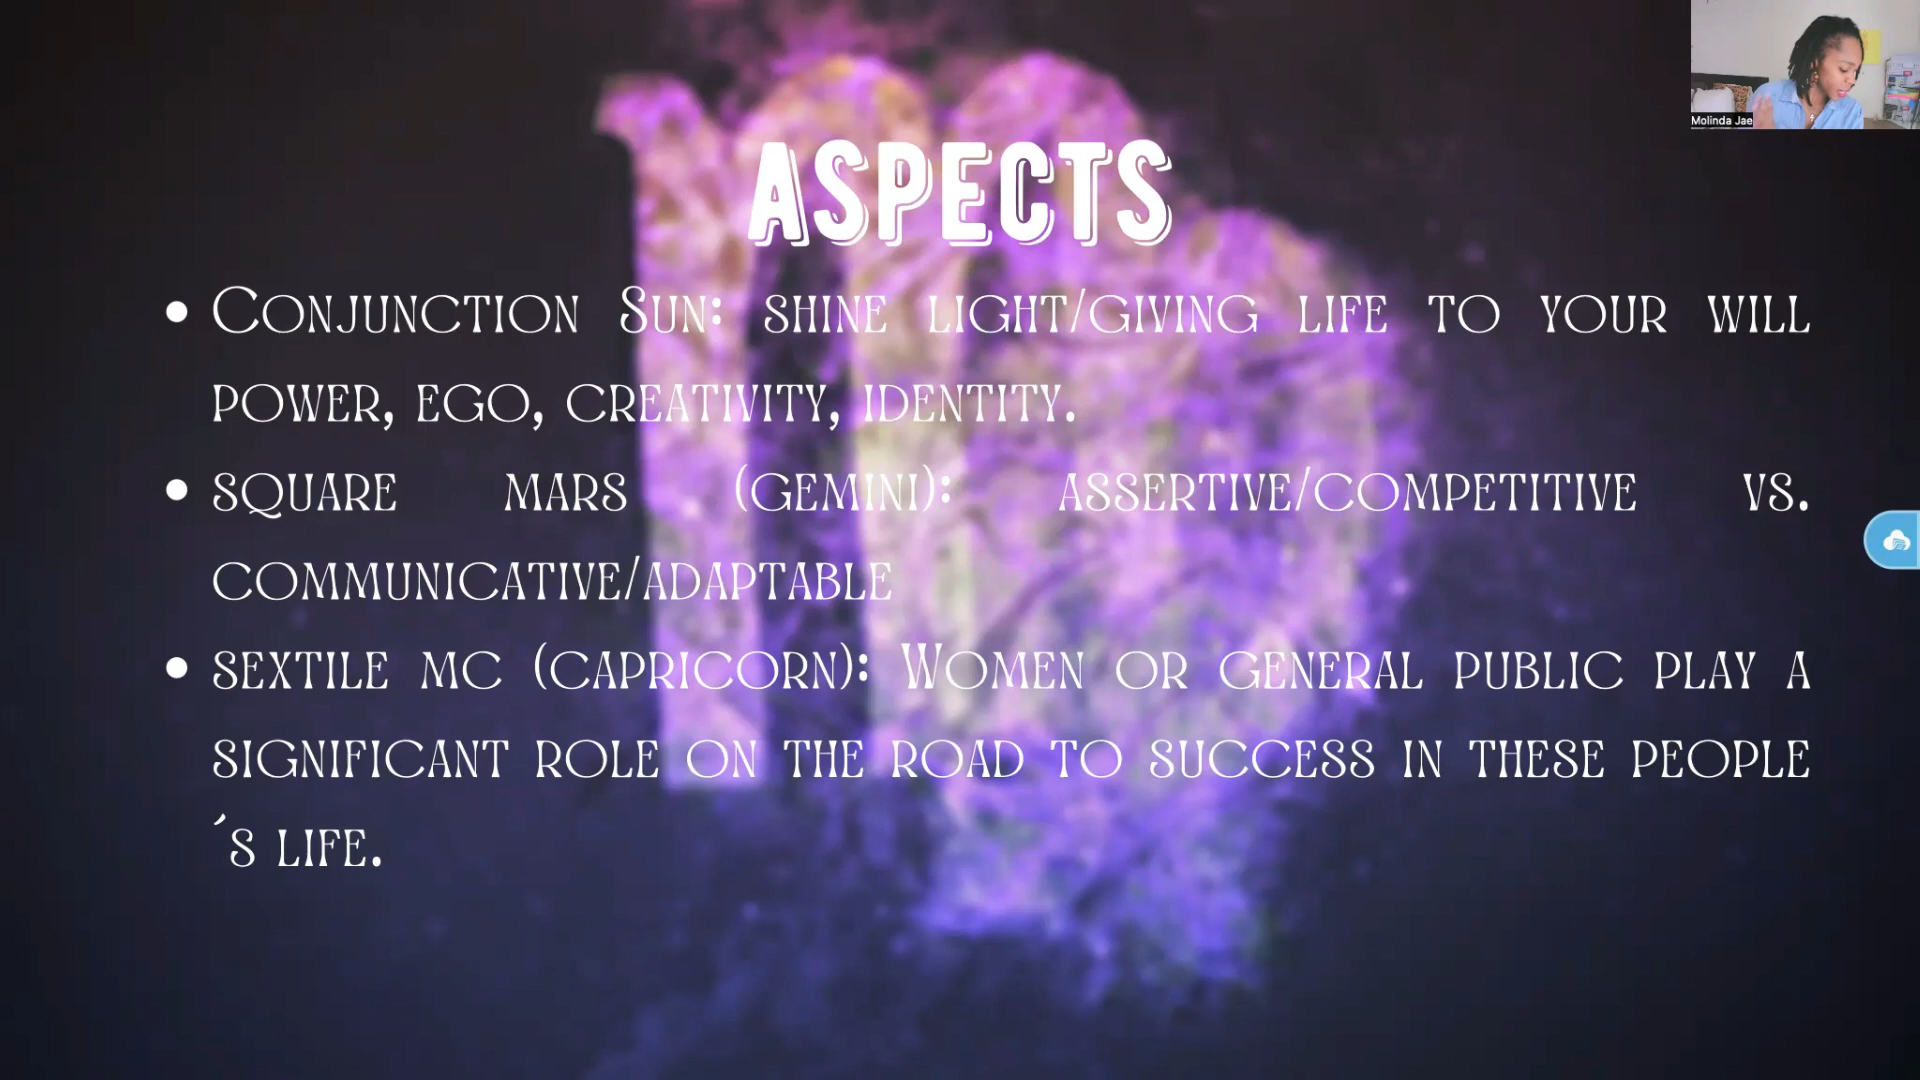 Molinda Jae
ASPECTS
• Conjunction Sun: shine light/giving life to your will
power, ego, creativity, identity.
• square mars (gemini): assertive/competitive vs.
communicative/adaptable
• sextile mc (capricorn): Women or general public play a
significant role on the road to success in these people
´s life.